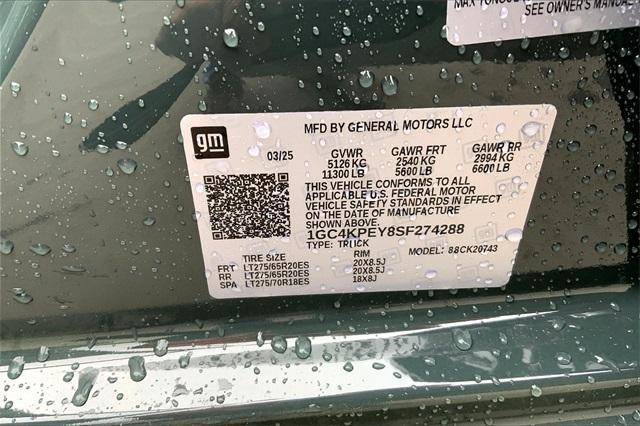 MAX TONGUE
SEE OWNER'S MANUAL
gm
MFD BY GENERAL MOTORS LLC
03/25
GVWR GAWR FRT GAWR RR
5126 KG 2540 KG 2994 KG
11300 LB 5600 LB 6600 LB
THIS VEHICLE CONFORMS TO ALL
APPLICABLE U.S. FEDERAL MOTOR
VEHICLE SAFETY STANDARDS IN EFFECT
ON THE DATE OF MANUFACTURE
1GC4KPEY8SF274288
TYPE: TRUCK MODEL: 88CK20743
TIRE SIZE RIM
FRT LT275/65R20ES 20X8.5J
RR LT275/65R20ES 20X8.5J
SPA LT275/70R18ES 18X8J